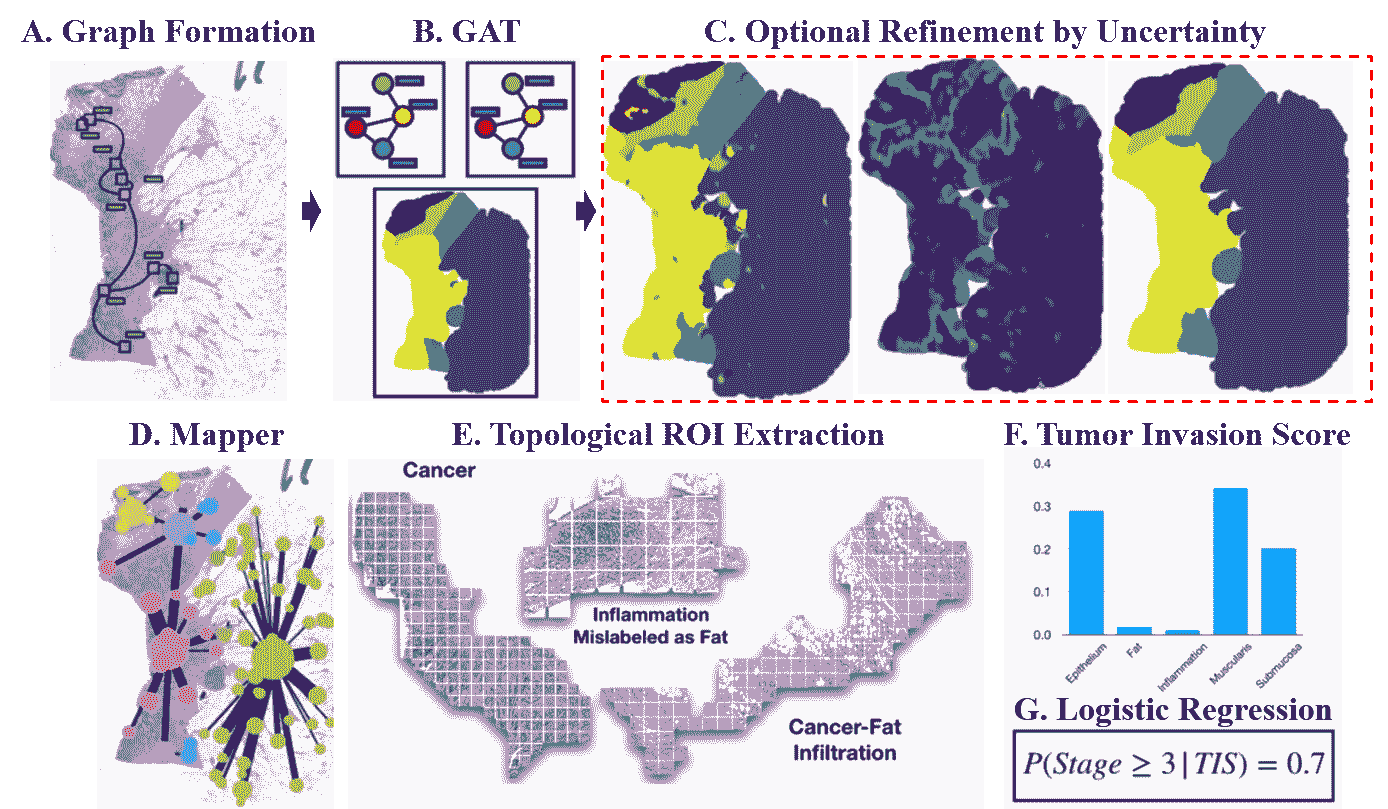 A. Graph Formation
B. GAT
C. Optional Refinement by Uncertainty
D. Mapper
E. Topological ROI Extraction
F. Tumor Invasion Score
Cancer
Inflammation
Mislabeled as Fat
Cancer-Fat
Infiltration
0.4
0.3
0.2
0.1
0.0
Epithelium
Fat
Inflammation
Muscularis
Submucosa
G. Logistic Regression
P(Stage ≥ 3 | TIS) = 0.7